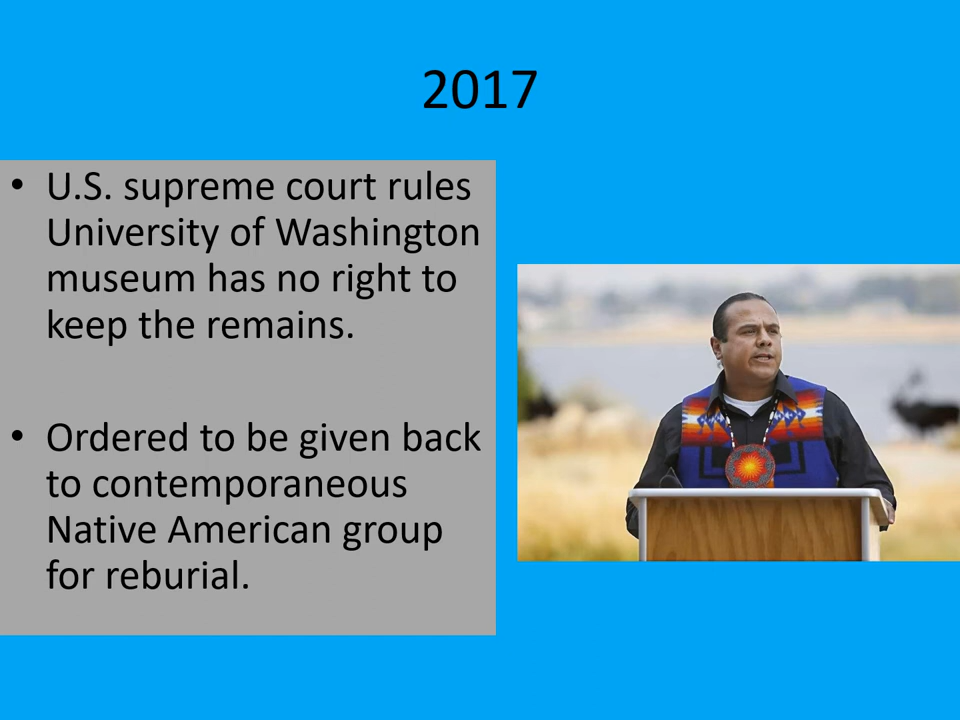 2017
• U.S. supreme court rules
University of Washington
museum has no right to
keep the remains.
• Ordered to be given back
to contemporaneous
Native American group
for reburial.